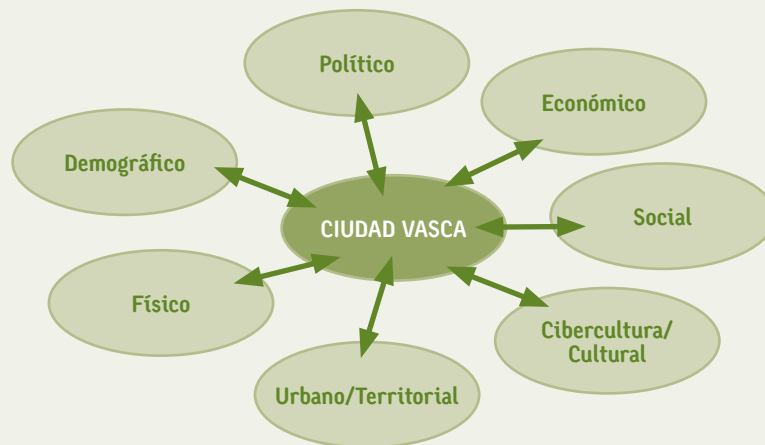 Político
Económico
Demográfico
CIUDAD VASCA
Social
Físico
Cibercultura/
Cultural
Urbano/Territorial